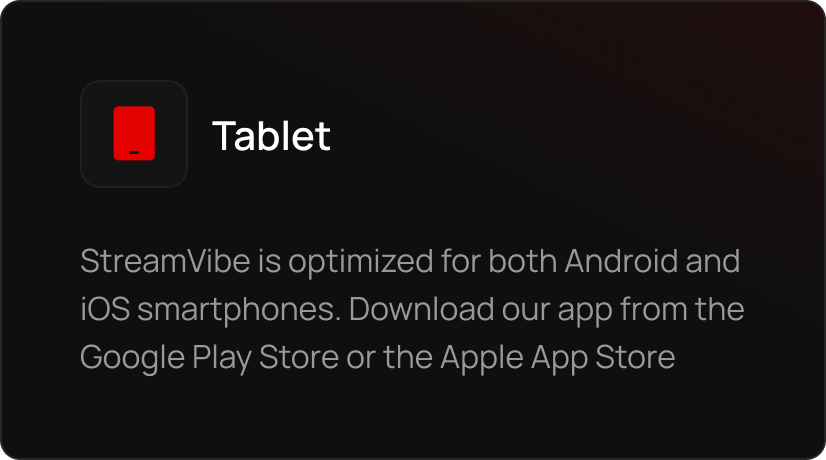 Tablet
StreamVibe is optimized for both Android and
iOS smartphones. Download our app from the
Google Play Store or the Apple App Store